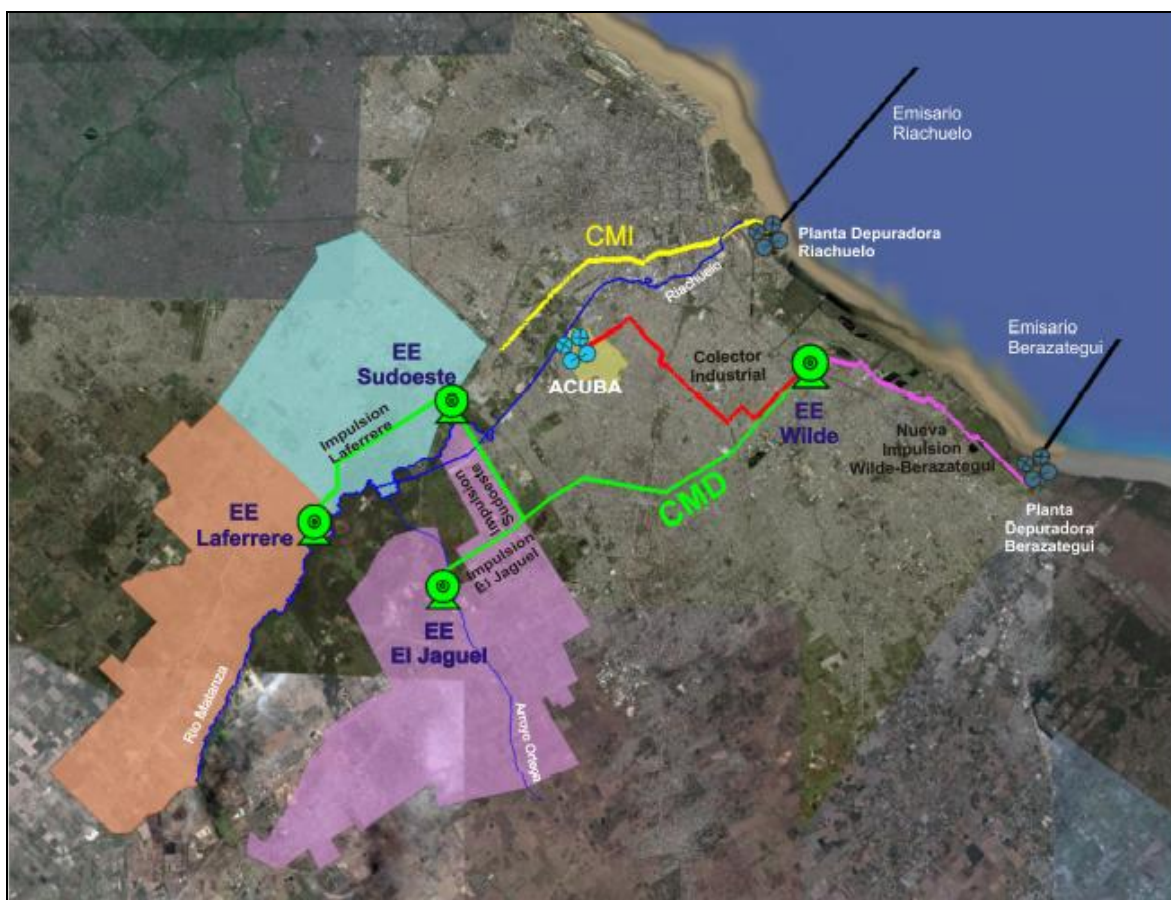 Emisario
Riachuelo
CMI
Planta Depuradora
Riachuelo
Riachuelo
Emisario
Berazategui
EE
Sudoeste
ACUBA
Colector
Industrial
EE
Wilde
Impulsion
Laferrere
Nueva
Impulsion
Wilde-Berazategui
Impulsion
Sudoeste
CMD
EE
Laferrere
Planta
Depuradora
Berazategui
Impulsion
El Jaguel
EE
El Jaguel
Rio Matanza
Arroyo Ortega